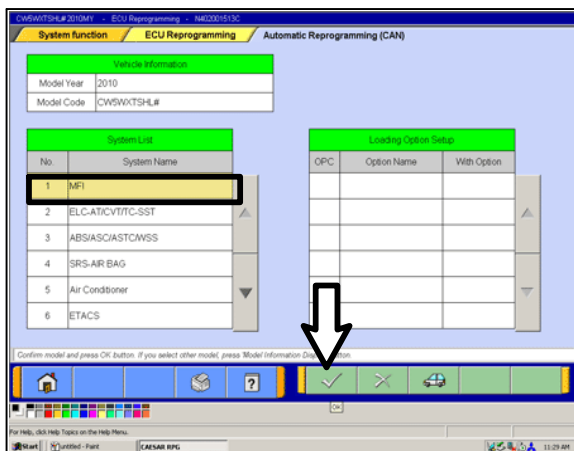 CW5WXTSHL# 2010MY - ECU Reprogramming - N402001513C
System function ECU Reprogramming Automatic Reprogramming (CAN)
Vehicle Information
Model Year 2010
Model Code CW5WXTSHL#
System List Loading Option Setup
No. System Name OPC Option Name With Option
1 MFI
2 ELC-AT/CVT/TC-SST
3 ABS/ASC/ASTC/WSS
4 SRS-AIR BAG
5 Air Conditioner
6 ETACS
Confirm model and press OK button. If you select other model, press 'Model Information Disp button.
?
OK
For Help, click Help Topics on the Help Menu.
Start untitled - Paint CAESAR RPG 11:29 AM